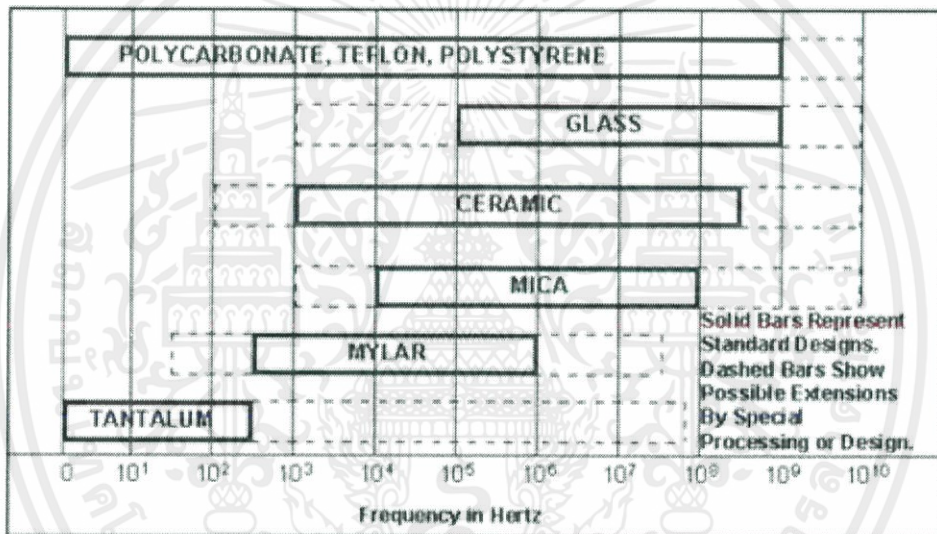 POLYCARBONATE, TEFLON, POLYSTYRENE
GLASS
CERAMIC
MICA
MYLAR
TANTALUM
Solid Bars Represent
Standard Designs.
Dashed Bars Show
Possible Extensions
By Special
Processing or Design.
0 10¹ 10² 10³ 10⁴ 10⁵ 10⁶ 10⁷ 10⁸ 10⁹ 10¹⁰
Frequency in Hertz